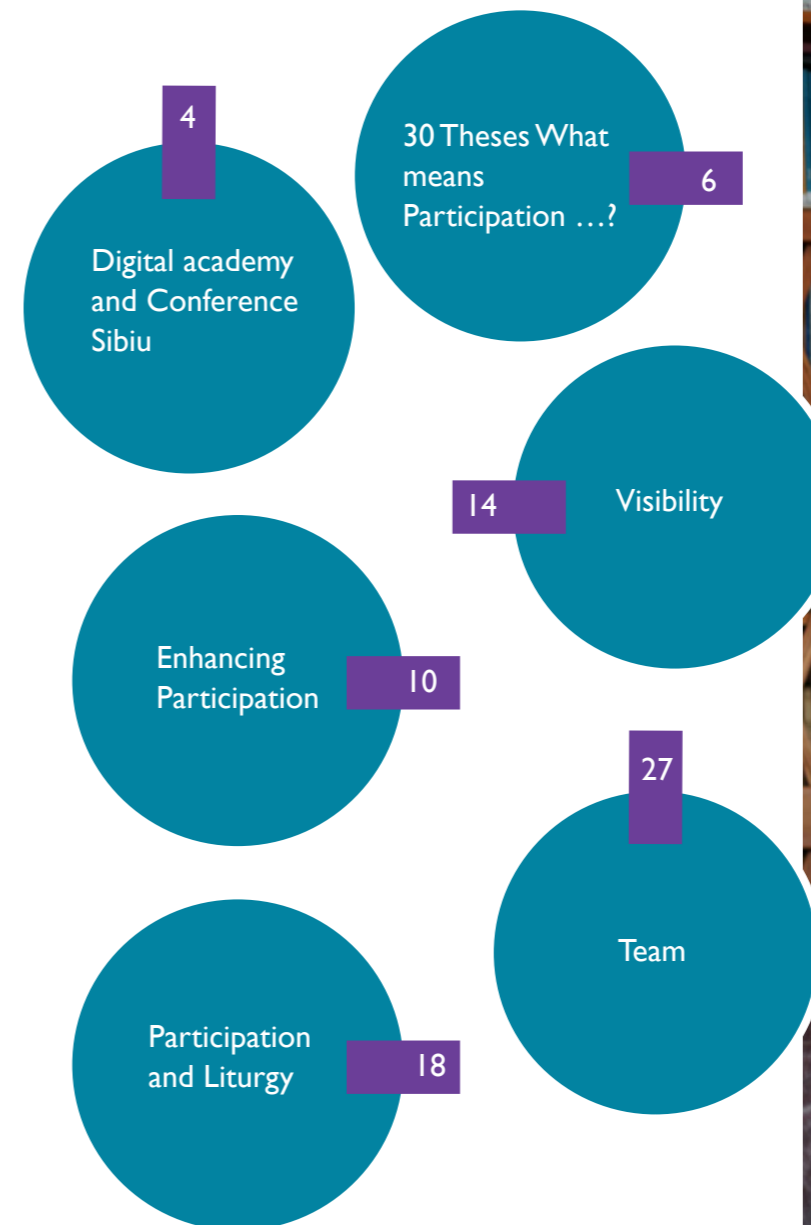 4
Digital academy
and Conference
Sibiu
30 Theses What
means
Participation …?
6
14
Visibility
Enhancing
Participation
10
27
Team
Participation
and Liturgy
18